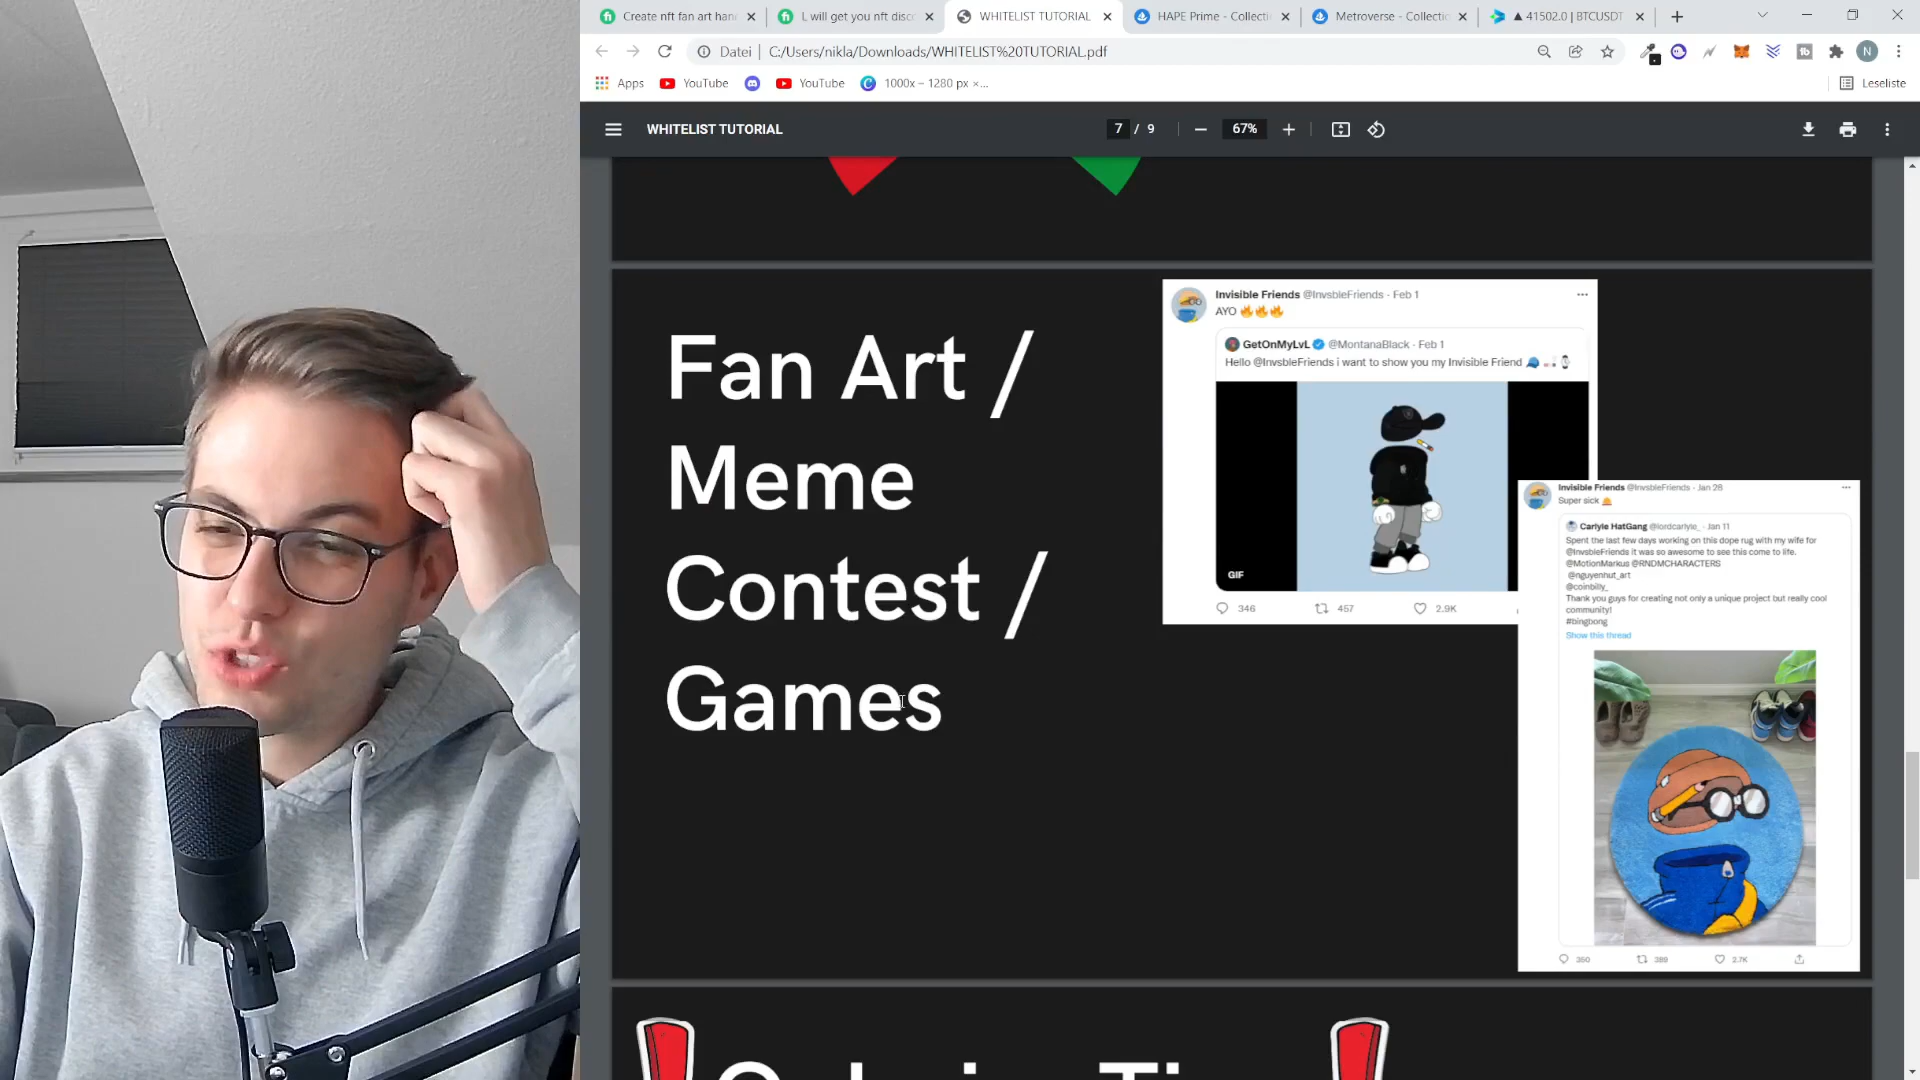 Create nft fan art han
L will get you nft disc
WHITELIST TUTORIAL
HAPE Prime - Collecti
Metroverse - Collectio
▲ 41502.0 | BTCUSDT
Datei
C:/Users/nikla/Downloads/WHITELIST%20TUTORIAL.pdf
N
Apps
YouTube
YouTube
1000x – 1280 px ×...
Leseliste
WHITELIST TUTORIAL
7 / 9
67%
Fan Art /
Meme
Contest /
Games
Invisible Friends @InvsbleFriends · Feb 1
AYO 🔥🔥🔥
GetOnMyLvL @MontanaBlack · Feb 1
Hello @InvsbleFriends i want to show you my Invisible Friend
GIF
346
457
2.9K
Invisible Friends @InvsbleFriends · Jan 28
Super sick
Carlyle HatGang @lordcarlyle_ · Jan 11
Spent the last few days working on this dope rug with my wife for
@InvsbleFriends it was so awesome to see this come to life.
@MotionMarkus @RNDMCHARACTERS
@nguyenhut_art
@coinbilly_
Thank you guys for creating not only a unique project but really cool
community!
#bingbong
Show this thread
350
389
2.7K